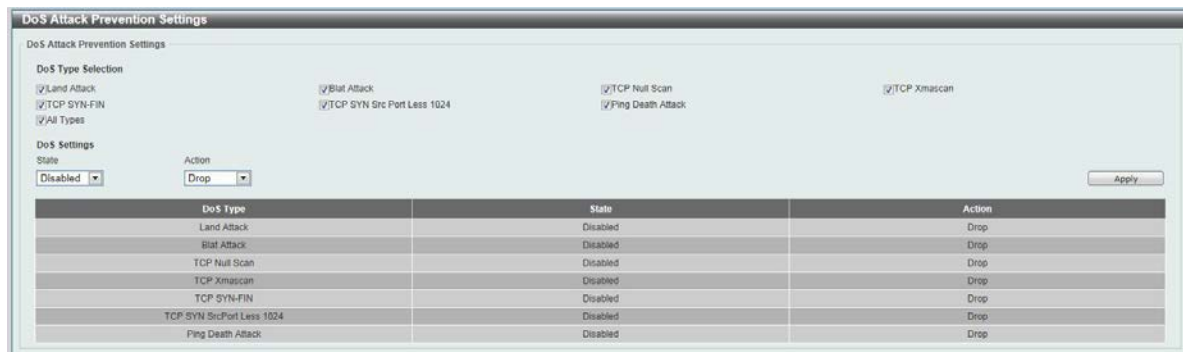 DoS Attack Prevention Settings
DoS Attack Prevention Settings
DoS Type Selection
Land Attack Blat Attack TCP Null Scan TCP Xmascan
TCP SYN-FIN TCP SYN Src Port Less 1024 Ping Death Attack
All Types
DoS Settings
State Action
Disabled Drop Apply
DoS Type State Action
Land Attack Disabled Drop
Blat Attack Disabled Drop
TCP Null Scan Disabled Drop
TCP Xmascan Disabled Drop
TCP SYN-FIN Disabled Drop
TCP SYN SrcPort Less 1024 Disabled Drop
Ping Death Attack Disabled Drop